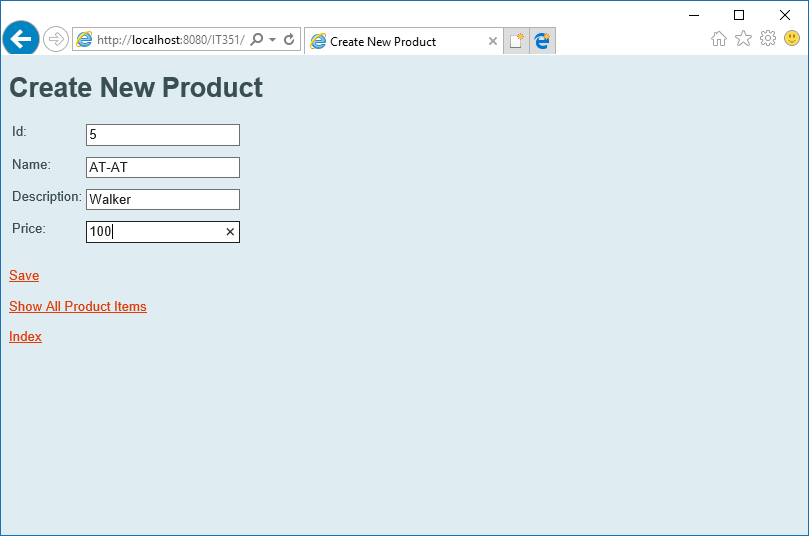 http://localhost:8080/IT351/
Create New Product
Create New Product
Id: 5
Name: AT-AT
Description: Walker
Price: 100
Save
Show All Product Items
Index